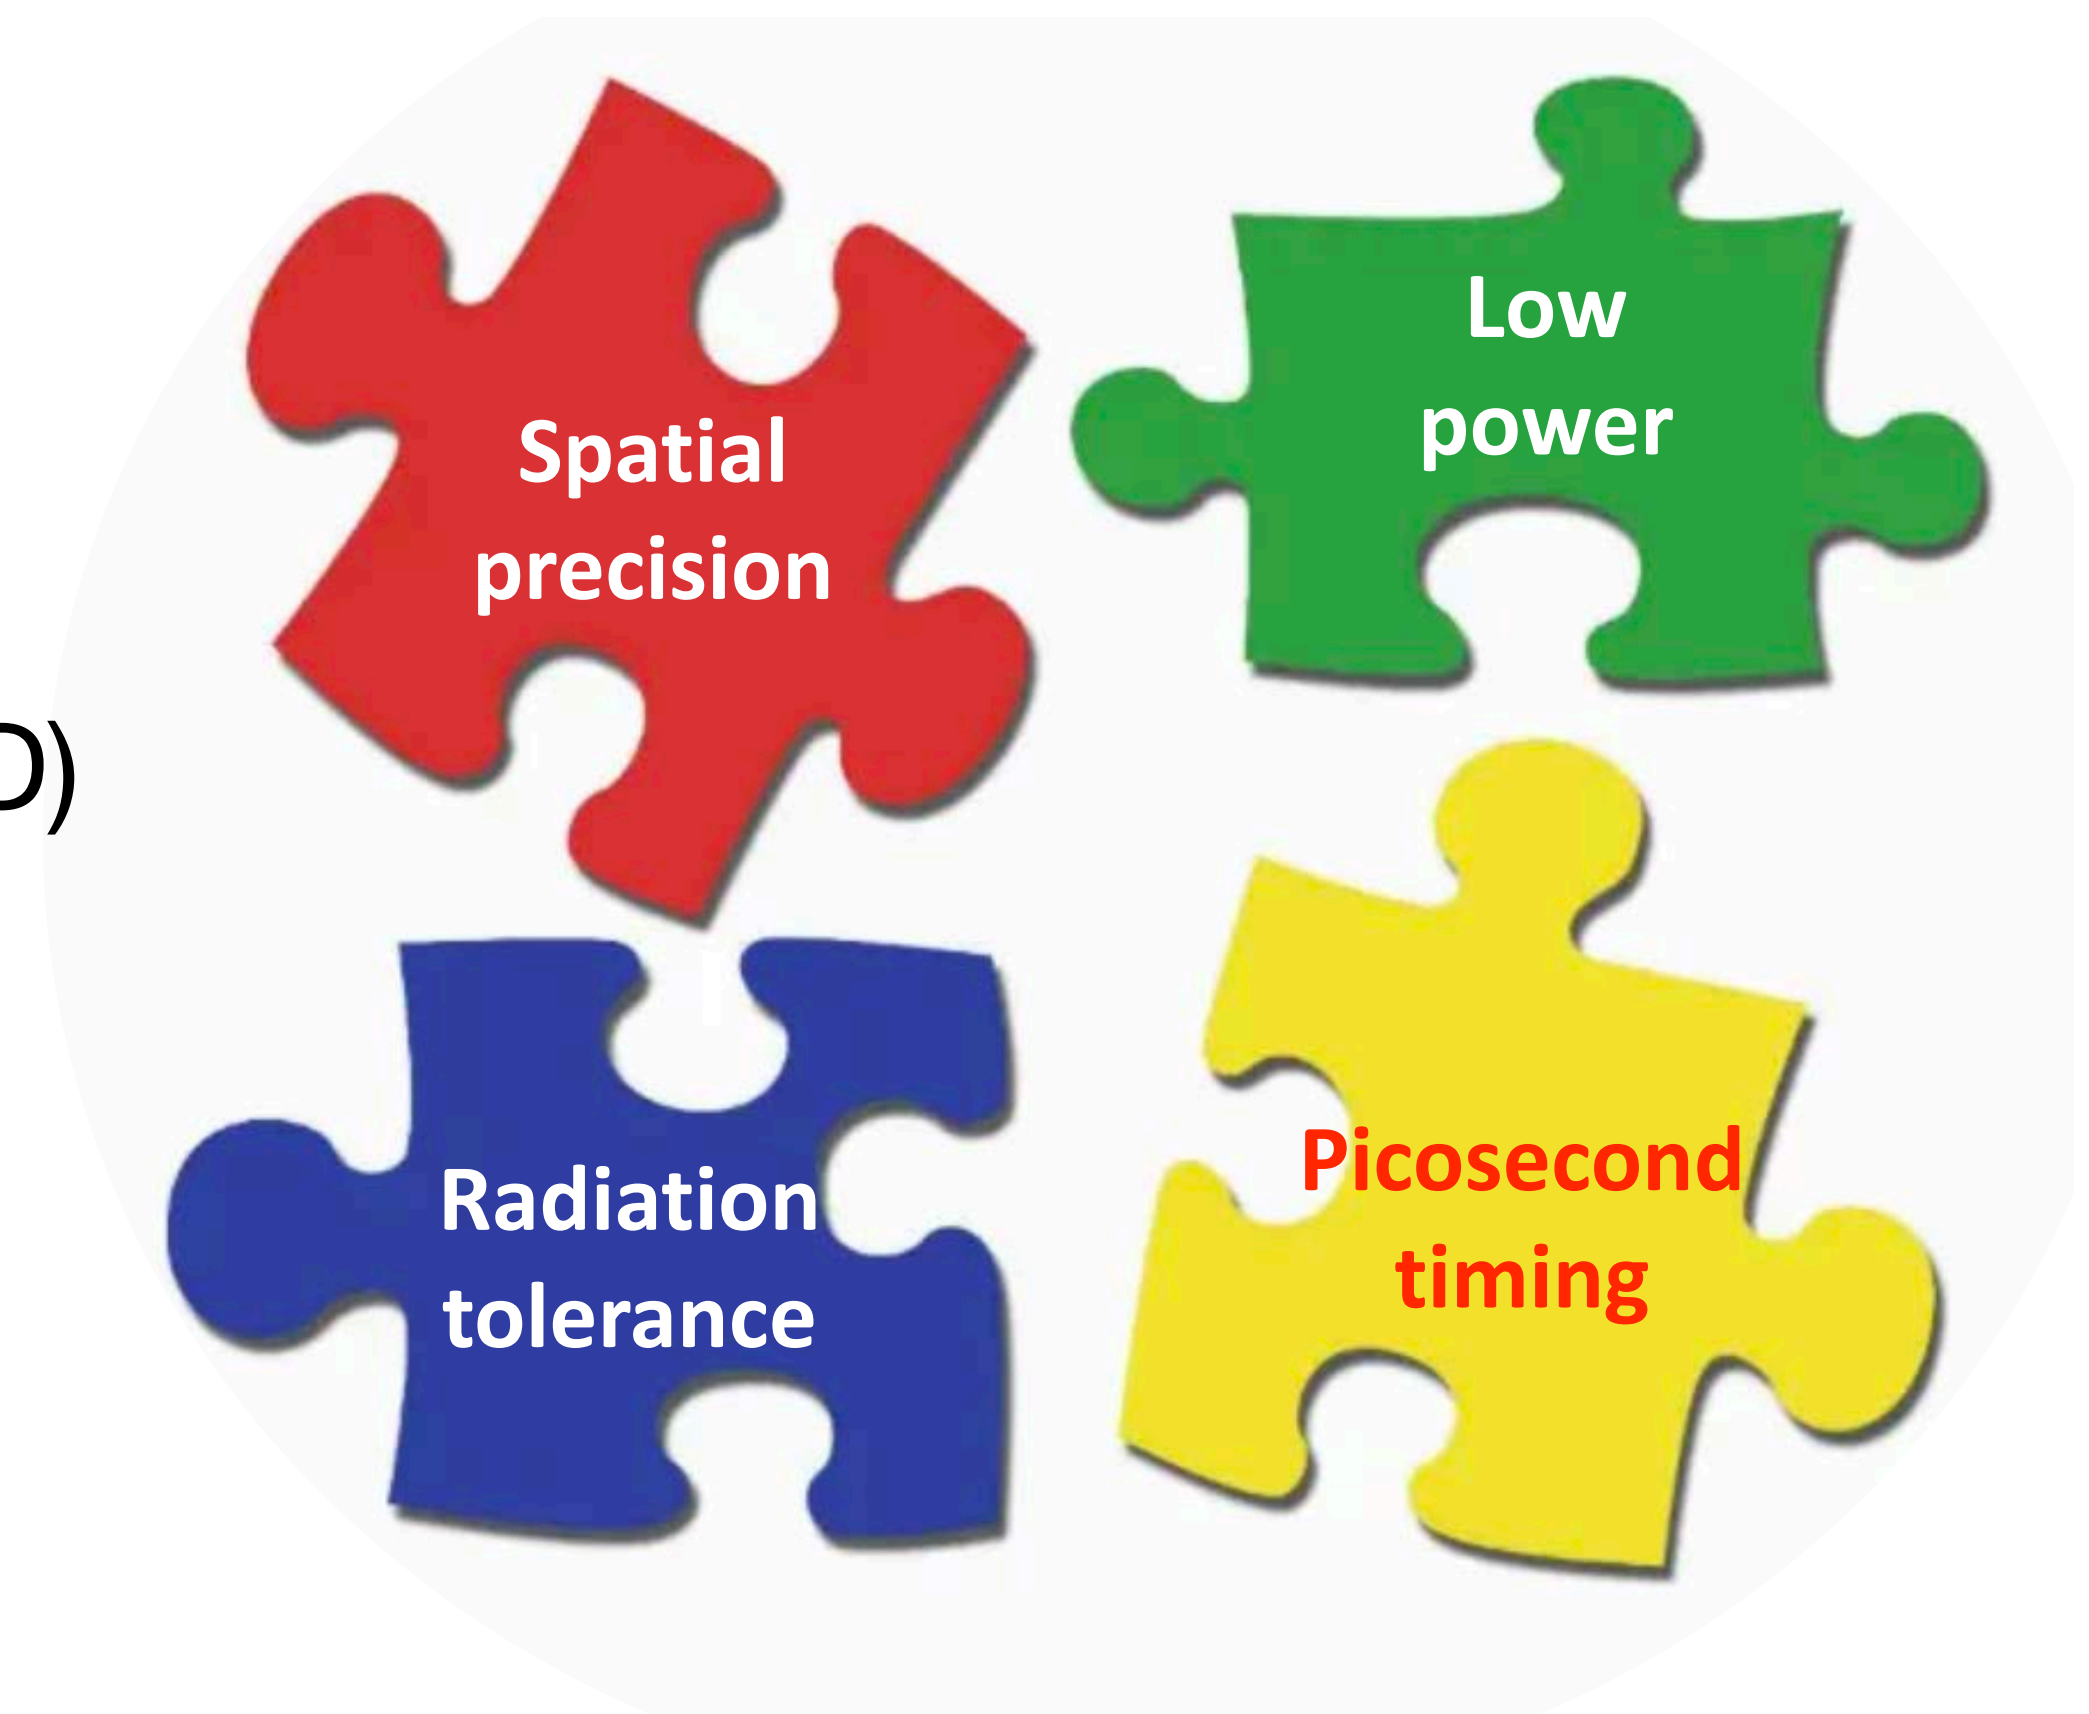 Spatial
precision
Low
power
D)
Radiation
tolerance
Picosecond
timing